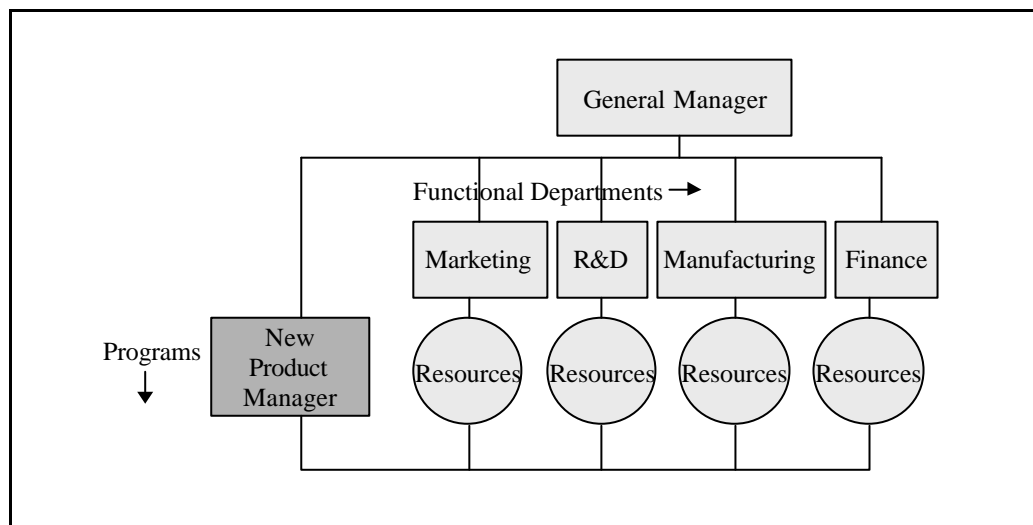 General Manager
Functional Departments
Marketing
R&D
Manufacturing
Finance
Programs
New
Product
Manager
Resources
Resources
Resources
Resources